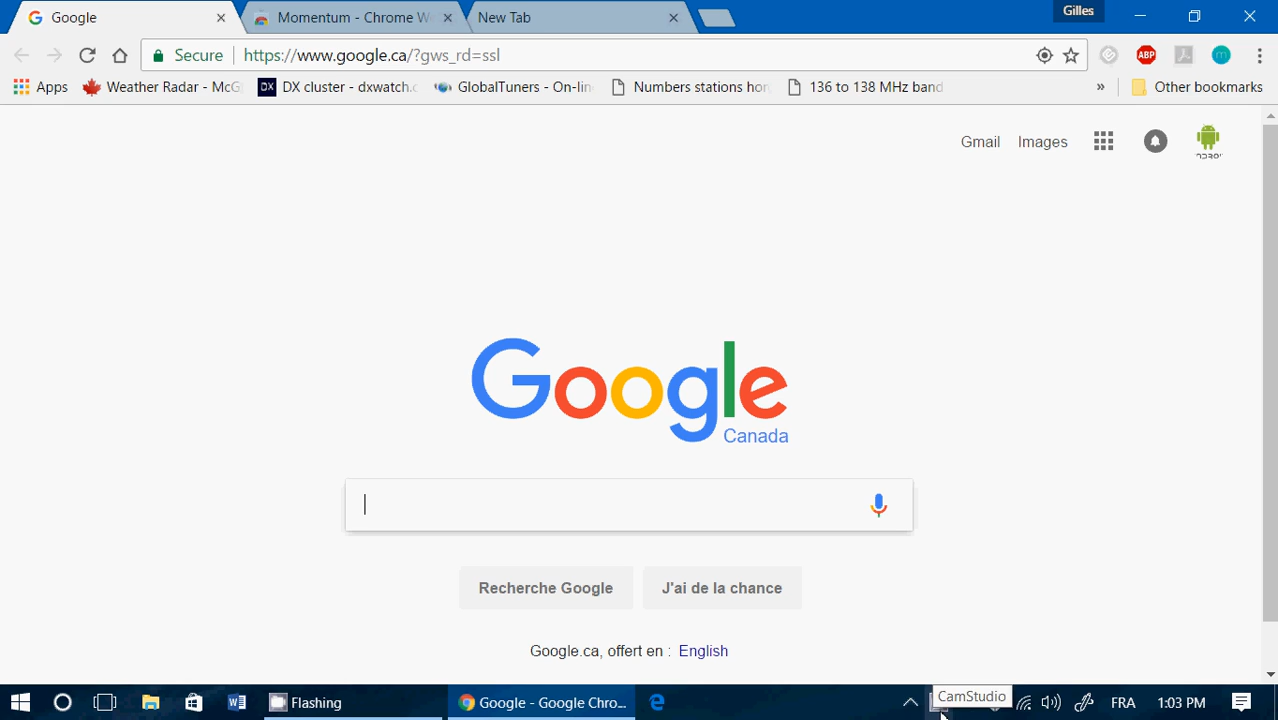 Google
Momentum - Chrome W
New Tab
Gilles
Secure
https://www.google.ca/?gws_rd=ssl
ABP
m
Apps
Weather Radar - McG
DX
DX cluster - dxwatch.c
GlobalTuners - On-lin
Numbers stations hor
136 to 138 MHz band
»
Other bookmarks
Gmail
Images
Google
Canada
Recherche Google
J'ai de la chance
Google.ca, offert en : English
CamStudio
Flashing
Google - Google Chro...
FRA
1:03 PM